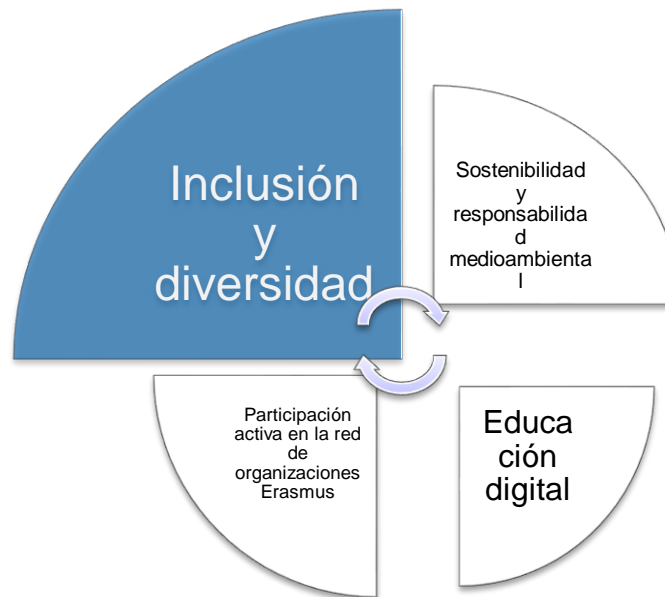 Inclusión
y
diversidad
Sostenibilidad
y
responsabilida
d
medioambienta
l
Participación
activa en la red
de
organizaciones
Erasmus
Educa
ción
digital